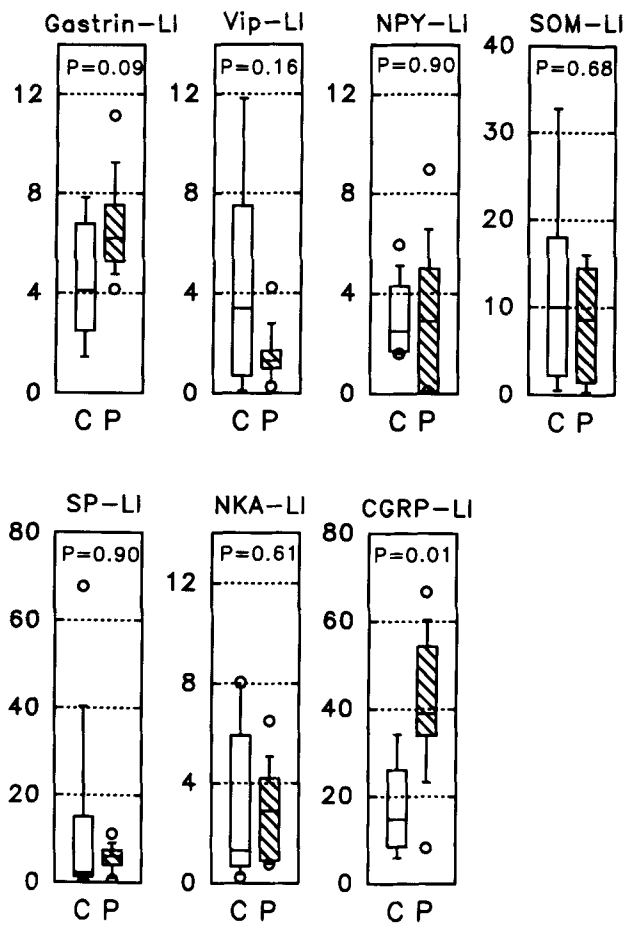 Gastrin-LI Vip-LI NPY-LI SOM-LI
P=0.09 P=0.16 P=0.90 P=0.68
12 12 12 40
8 8 8 30
4 4 4 20
0 0 0 10
0
C P C P C P C P
SP-LI NKA-LI CGRP-LI
P=0.90 P=0.61 P=0.01
80 12 80
60 8 60
40 4 40
20 0 20
0 0
C P C P C P